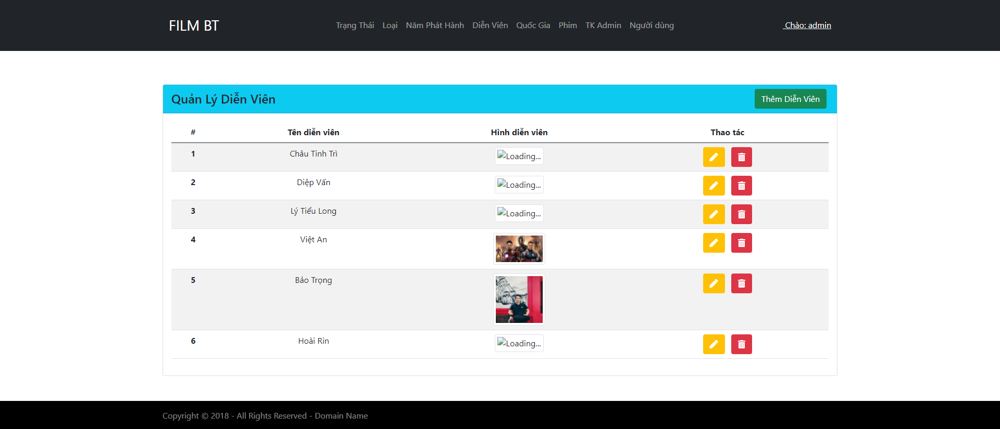 FILM BT
Trạng Thái Loại Năm Phát Hành Diễn Viên Quốc Gia Phim TK Admin Người dùng
Chào: admin
Quản Lý Diễn Viên
Thêm Diễn Viên
# Tên diễn viên Hình diễn viên Thao tác
1 Châu Tinh Trì Loading...
2 Diệp Vấn Loading...
3 Lý Tiểu Long Loading...
4 Việt An
5 Bảo Trọng
6 Hoài Rin Loading...
Copyright © 2018 - All Rights Reserved - Domain Name